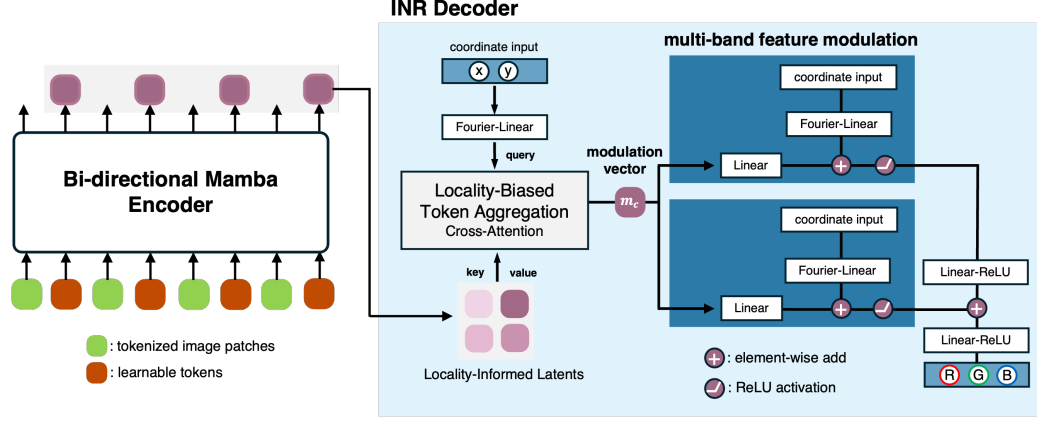 INR Decoder
coordinate input
x y
Fourier-Linear
query
Locality-Biased
Token Aggregation
Cross-Attention
key value
Locality-Informed Latents
Bi-directional Mamba
Encoder
: tokenized image patches
: learnable tokens
modulation
vector
m_c
multi-band feature modulation
coordinate input
Fourier-Linear
Linear
+
coordinate input
Fourier-Linear
Linear
+
Linear-ReLU
+
Linear-ReLU
R G B
+ : element-wise add
: ReLU activation